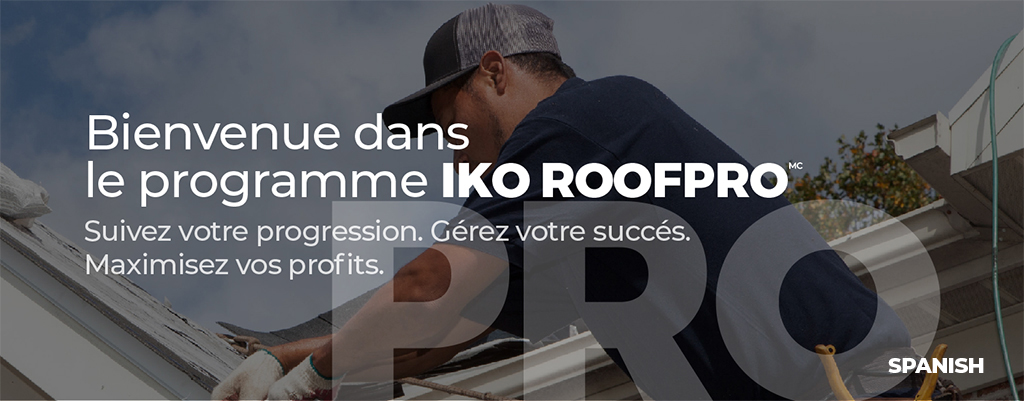 Bienvenue dans
le programme IKO ROOFPRO MC
Suivez votre progression. Gérez votre succés.
Maximisez vos profits.
PRO
SPANISH